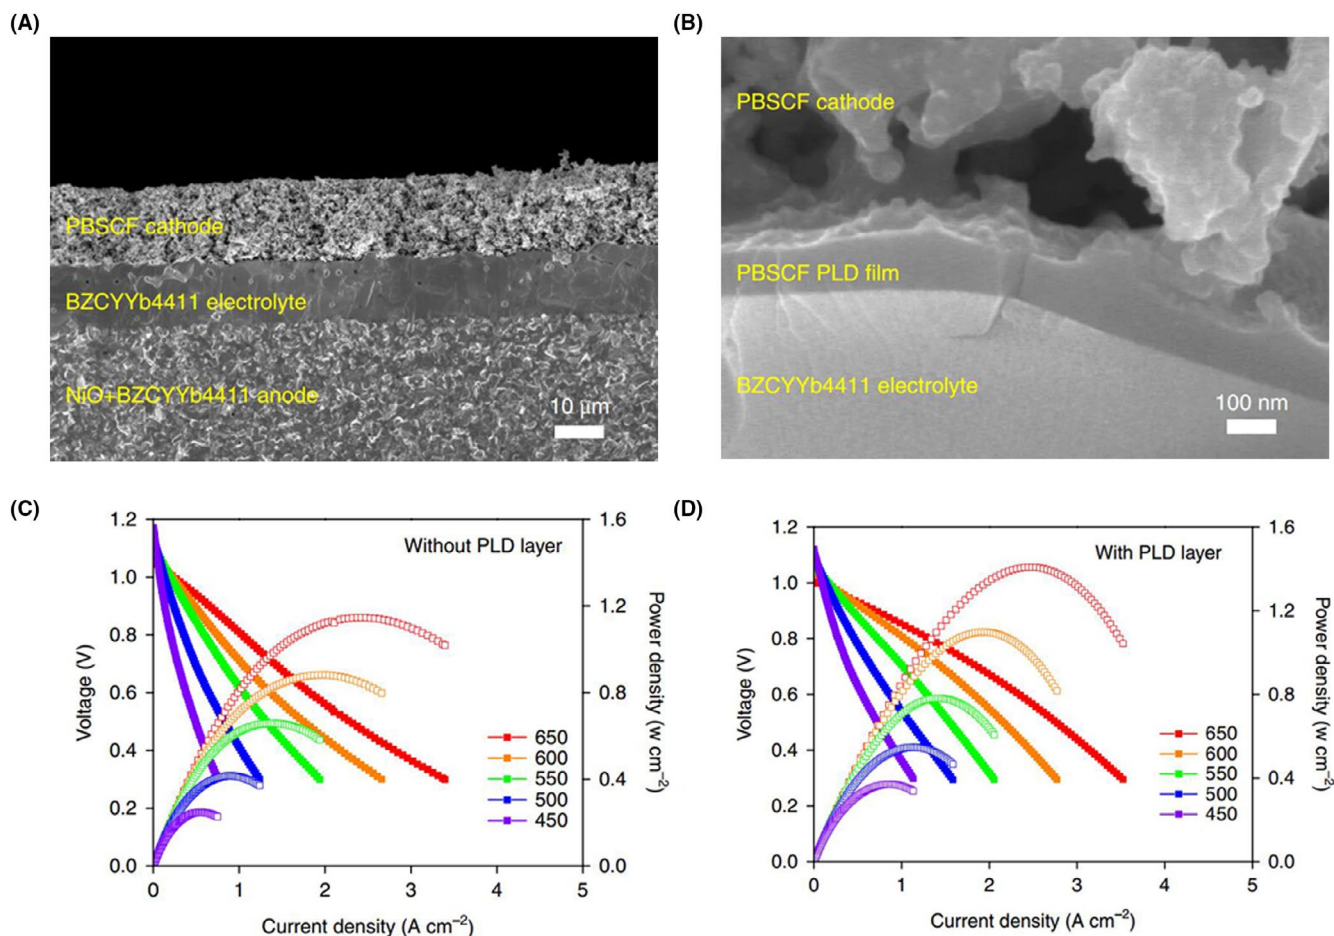 (A)
PBSCF cathode
BZCYYb4411 electrolyte
NiO+BZCYYb4411 anode
10 μm
(B)
PBSCF cathode
PBSCF PLD film
BZCYYb4411 electrolyte
100 nm
(C)
Without PLD layer
1.2
1.0
0.8
0.6
0.4
0.2
0.0
Voltage (V)
1.6
1.2
0.8
0.4
0.0
Power density (w cm⁻²)
650
600
550
500
450
0 1 2 3 4 5
Current density (A cm⁻²)
(D)
With PLD layer
1.2
1.0
0.8
0.6
0.4
0.2
0.0
Voltage (V)
1.6
1.2
0.8
0.4
0.0
Power density (w cm⁻²)
650
600
550
500
450
0 1 2 3 4 5
Current density (A cm⁻²)